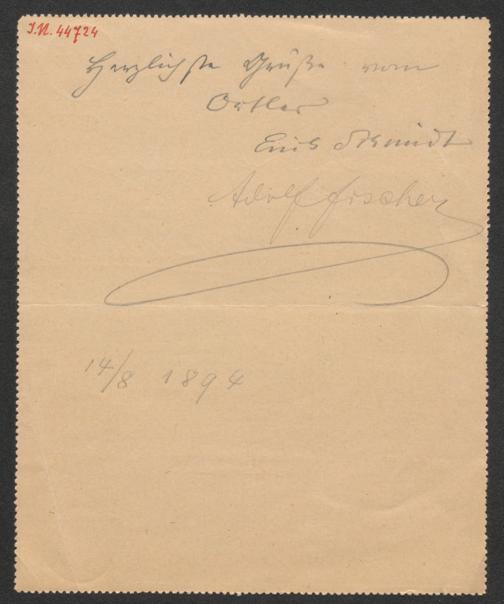 I.N. 44724
Herzlichste Grüße vom
Ortler
Erich Schmidt
Adolf Fischer
14/8 1894